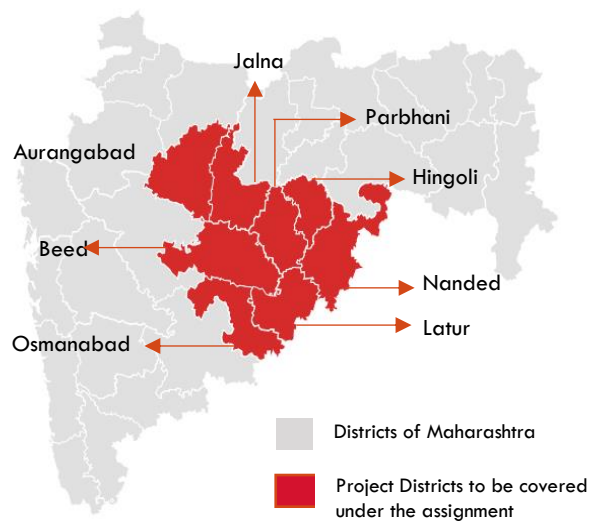 Jalna
Parbhani
Aurangabad
Hingoli
Beed
Nanded
Latur
Osmanabad
Districts of Maharashtra
Project Districts to be covered
under the assignment